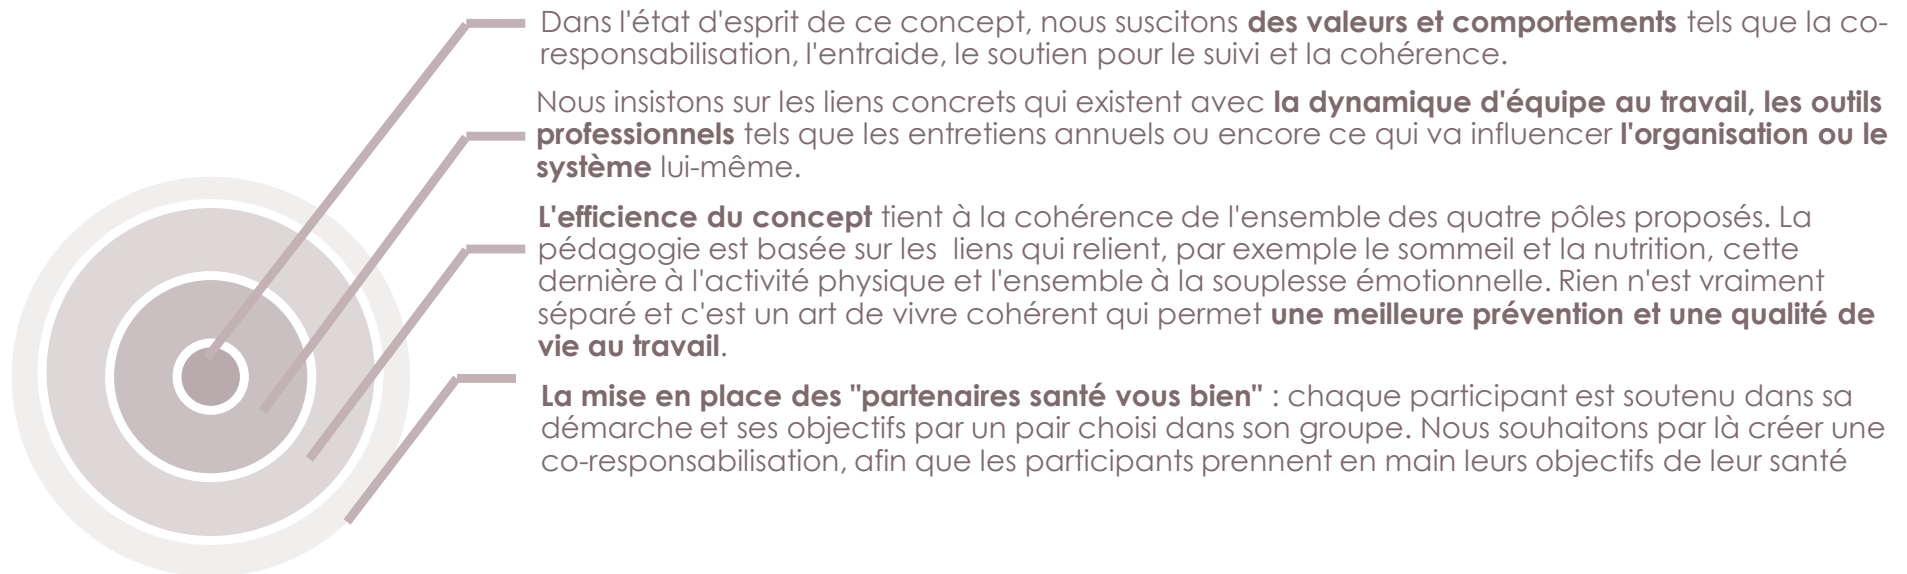 Dans l'état d'esprit de ce concept, nous suscitons des valeurs et comportements tels que la co-
responsabilisation, l'entraide, le soutien pour le suivi et la cohérence.
Nous insistons sur les liens concrets qui existent avec la dynamique d'équipe au travail, les outils
professionnels tels que les entretiens annuels ou encore ce qui va influencer l'organisation ou le
système lui-même.
L'efficience du concept tient à la cohérence de l'ensemble des quatre pôles proposés. La
pédagogie est basée sur les  liens qui relient, par exemple le sommeil et la nutrition, cette
dernière à l'activité physique et l'ensemble à la souplesse émotionnelle. Rien n'est vraiment
séparé et c'est un art de vivre cohérent qui permet une meilleure prévention et une qualité de
vie au travail.
La mise en place des "partenaires santé vous bien" : chaque participant est soutenu dans sa
démarche et ses objectifs par un pair choisi dans son groupe. Nous souhaitons par là créer une
co-responsabilisation, afin que les participants prennent en main leurs objectifs de leur santé